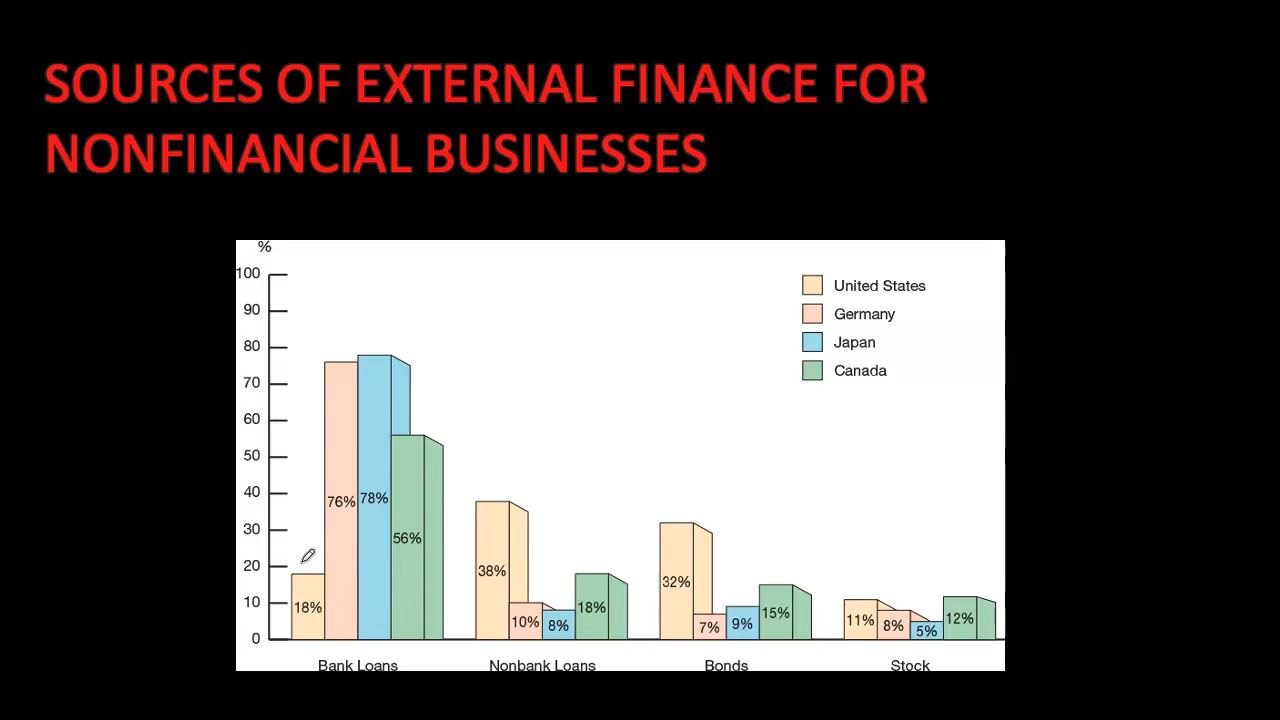 SOURCES OF EXTERNAL FINANCE FOR
NONFINANCIAL BUSINESSES
%
100
90
80
70
60
50
40
30
20
10
0
United States
Germany
Japan
Canada
18%
76%
78%
56%
38%
10%
8%
18%
32%
7%
9%
15%
11%
8%
5%
12%
Bank Loans
Nonbank Loans
Bonds
Stock